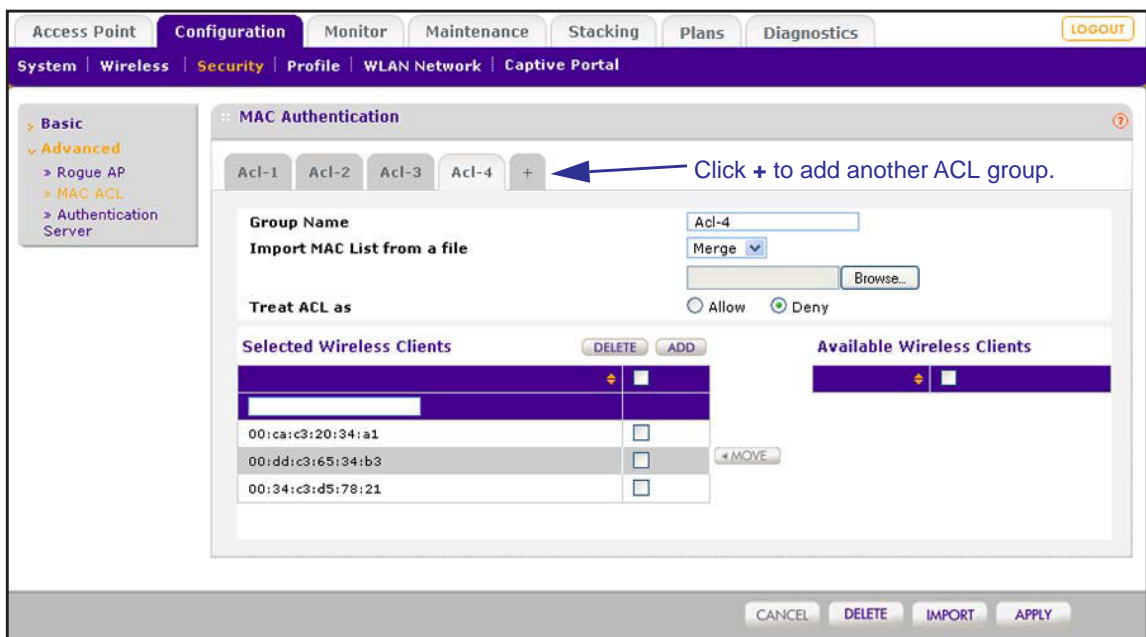 Access Point Configuration Monitor Maintenance Stacking Plans Diagnostics LOGOUT
System Wireless Security Profile WLAN Network Captive Portal
Basic
Advanced
» Rogue AP
» MAC ACL
» Authentication
Server
MAC Authentication ?
Acl-1 Acl-2 Acl-3 Acl-4 + Click + to add another ACL group.
Group Name Acl-4
Import MAC List from a file Merge
Browse...
Treat ACL as Allow Deny
Selected Wireless Clients DELETE ADD Available Wireless Clients
00:ca:c3:20:34:a1
00:dd:c3:65:34:b3 MOVE
00:34:c3:d5:78:21
CANCEL DELETE IMPORT APPLY